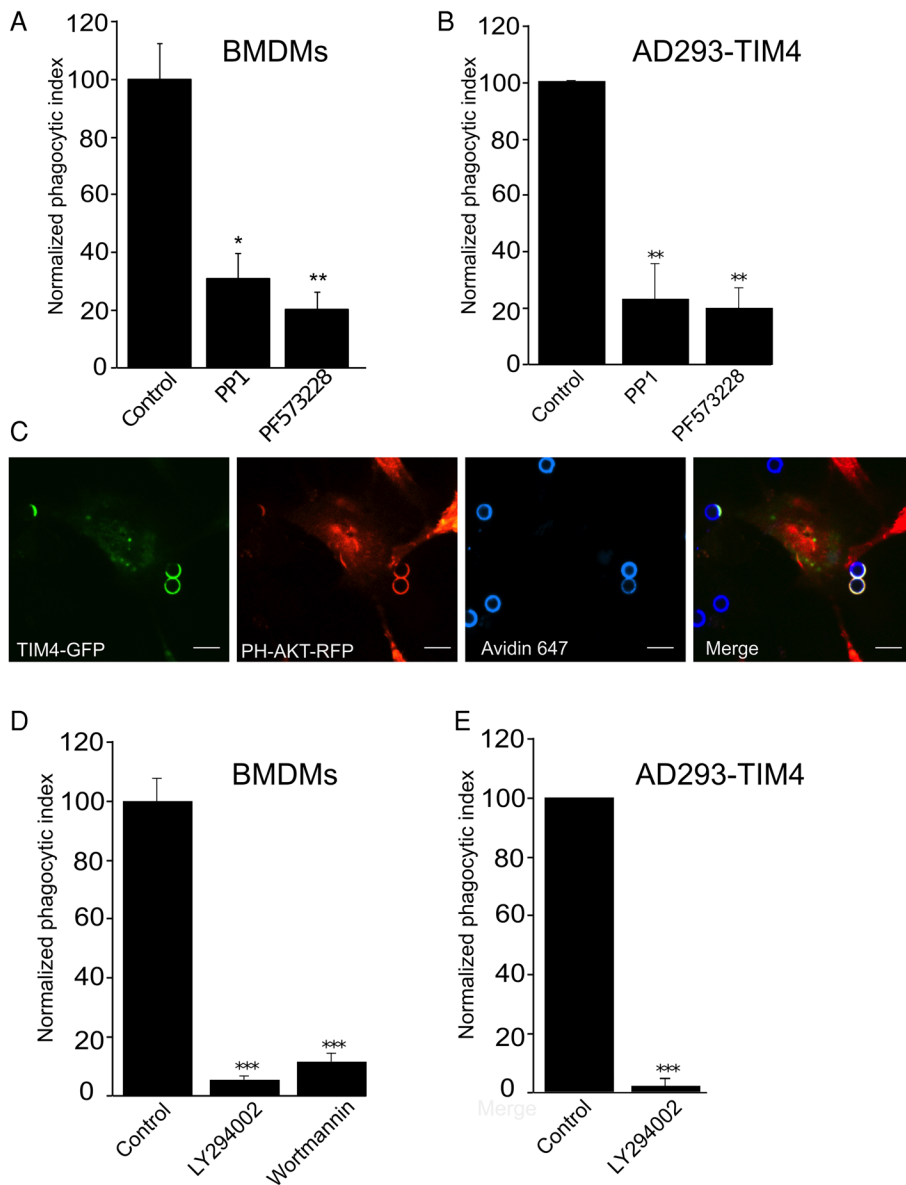 A
BMDMs
Normalized phagocytic index
120
100
80
60
40
20
0
*
**
Control
PP1
PF573228
B
AD293-TIM4
Normalized phagocytic index
120
100
80
60
40
20
0
**
**
Control
PP1
PF573228
C
TIM4-GFP
PH-AKT-RFP
Avidin 647
Merge
D
BMDMs
Normalized phagocytic index
120
100
80
60
40
20
0
***
***
Control
LY294002
Wortmannin
E
AD293-TIM4
Normalized phagocytic index
120
100
80
60
40
20
0
***
Merge
Control
LY294002